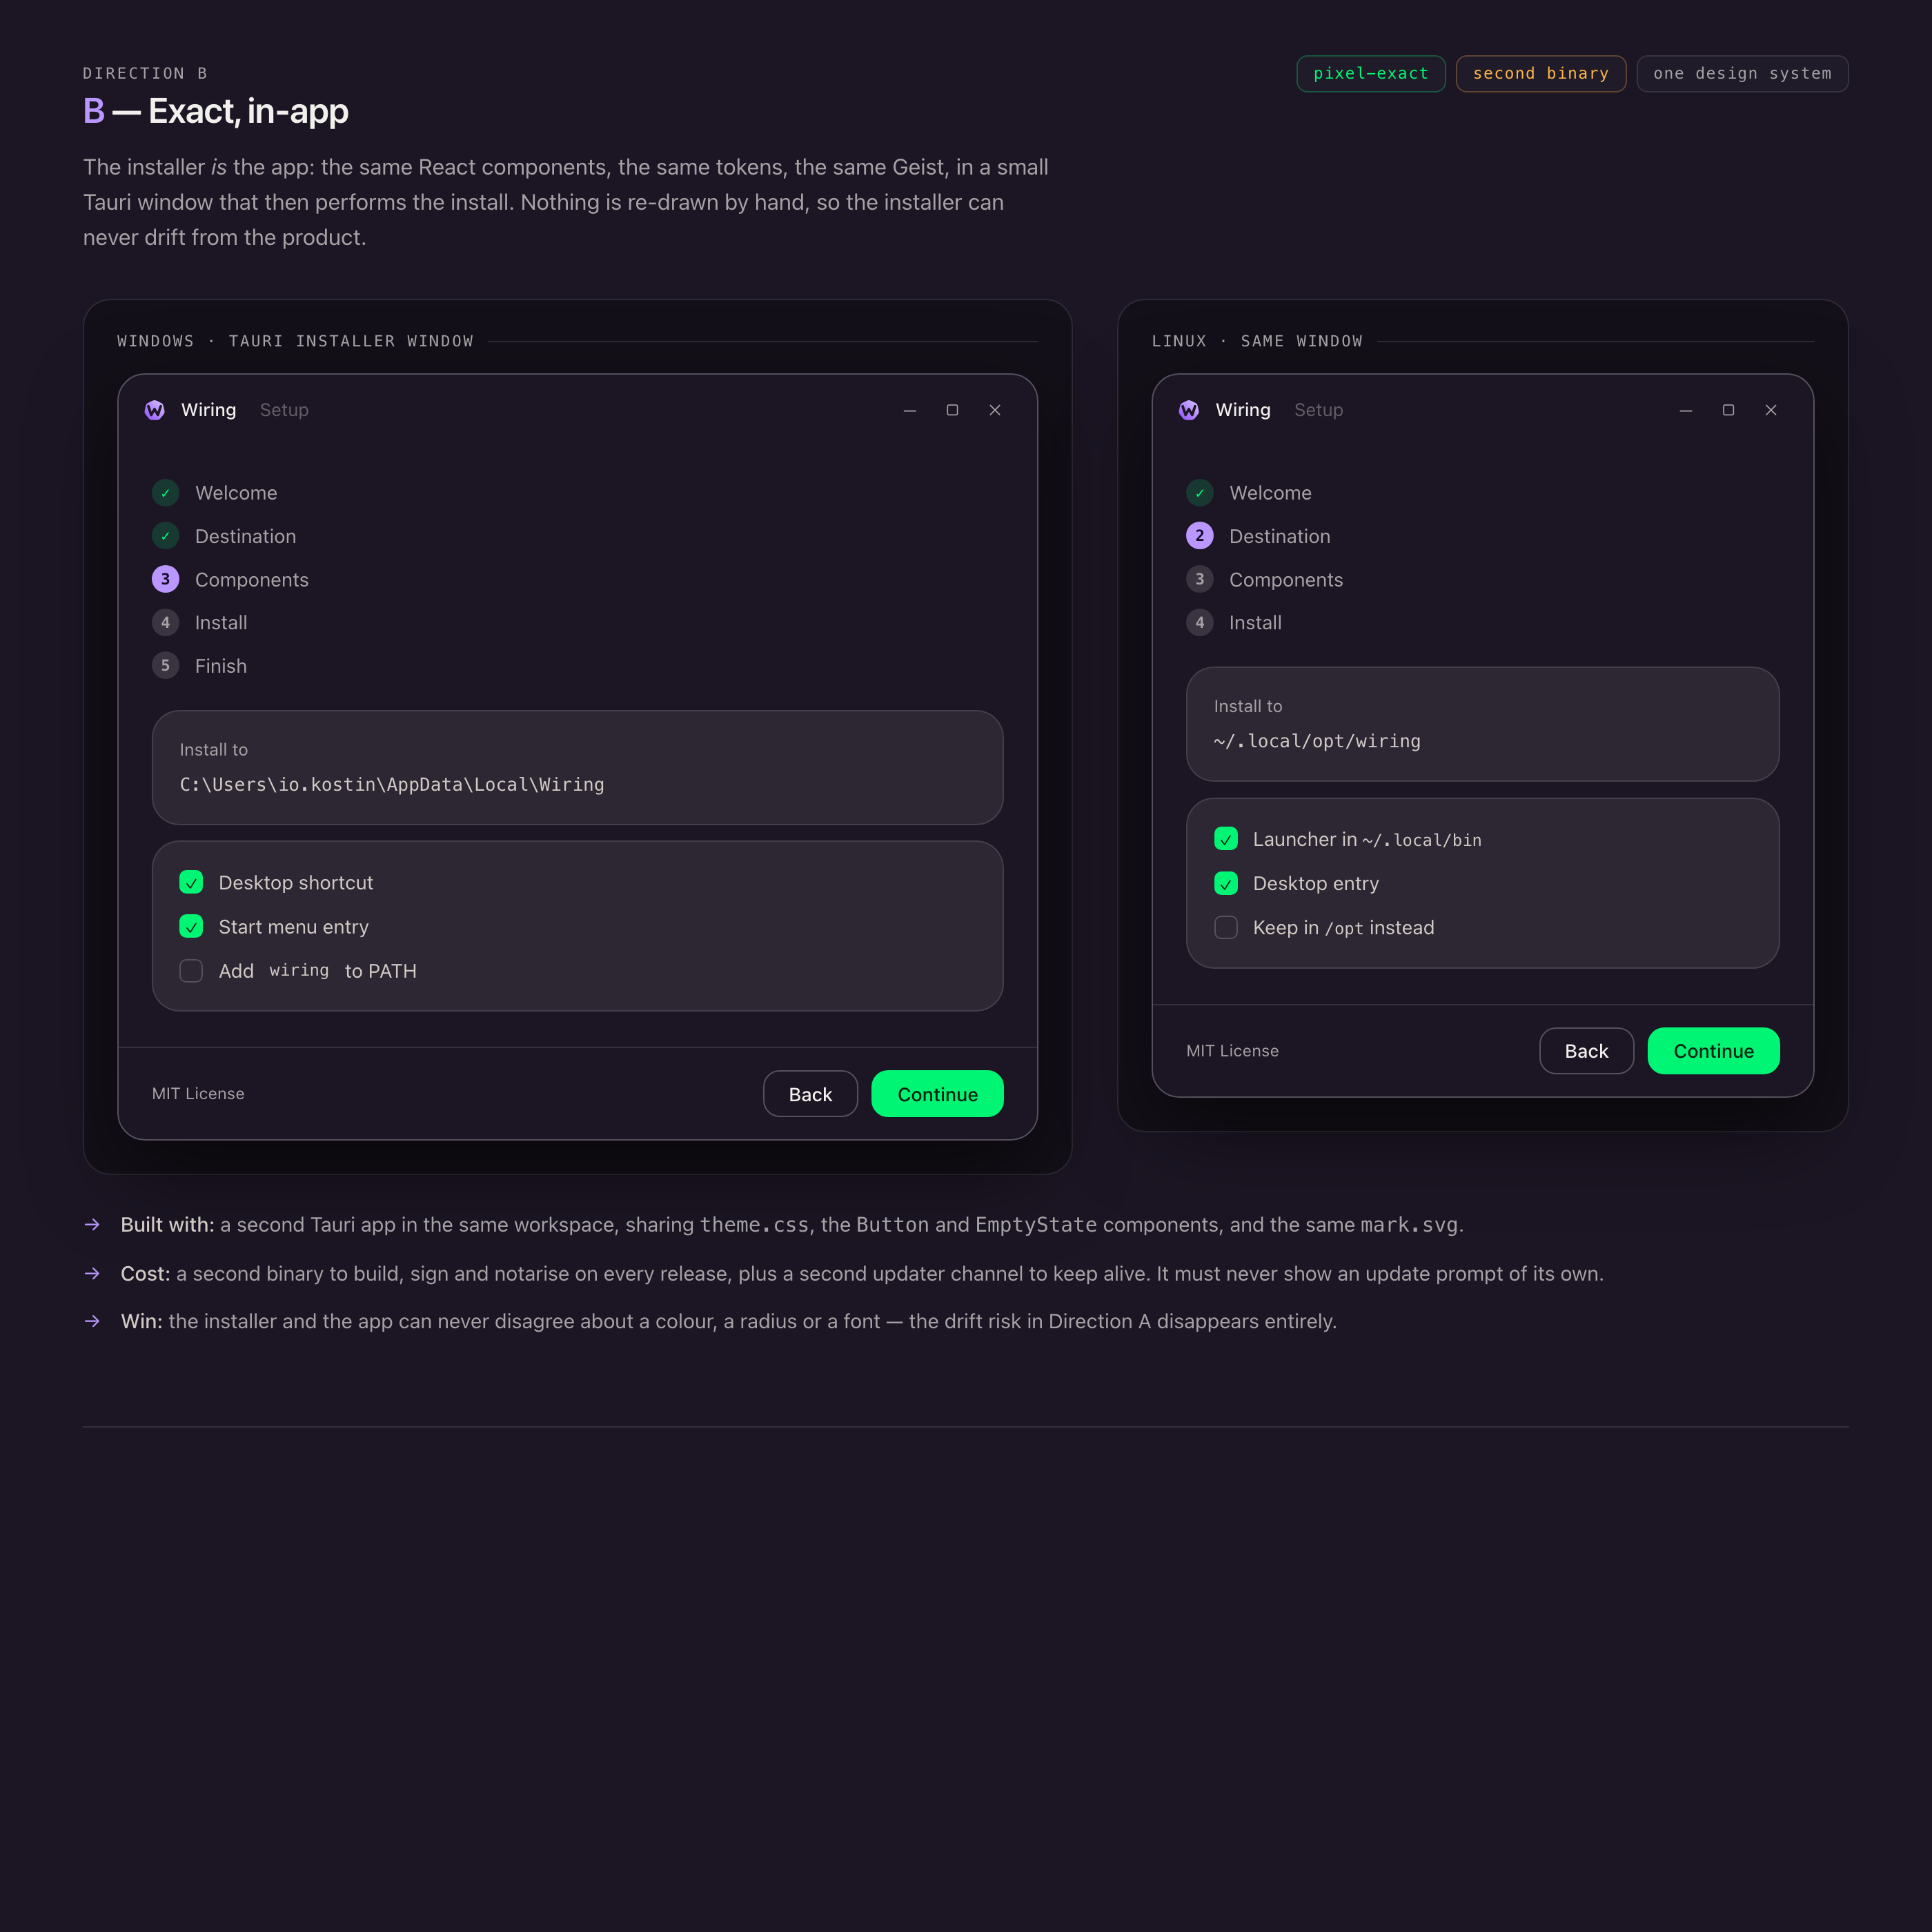 DIRECTION B
B — Exact, in-app
pixel-exact
second binary
one design system
The installer is the app: the same React components, the same tokens, the same Geist, in a small
Tauri window that then performs the install. Nothing is re-drawn by hand, so the installer can
never drift from the product.
WINDOWS · TAURI INSTALLER WINDOW
W Wiring Setup
✓ Welcome
✓ Destination
3 Components
4 Install
5 Finish
Install to
C:\Users\io.kostin\AppData\Local\Wiring
Desktop shortcut
Start menu entry
Add wiring to PATH
MIT License
Back
Continue
LINUX · SAME WINDOW
W Wiring Setup
✓ Welcome
2 Destination
3 Components
4 Install
Install to
~/.local/opt/wiring
Launcher in ~/.local/bin
Desktop entry
Keep in /opt instead
MIT License
Back
Continue
→ Built with: a second Tauri app in the same workspace, sharing theme.css, the Button and EmptyState components, and the same mark.svg.
→ Cost: a second binary to build, sign and notarise on every release, plus a second updater channel to keep alive. It must never show an update prompt of its own.
→ Win: the installer and the app can never disagree about a colour, a radius or a font — the drift risk in Direction A disappears entirely.